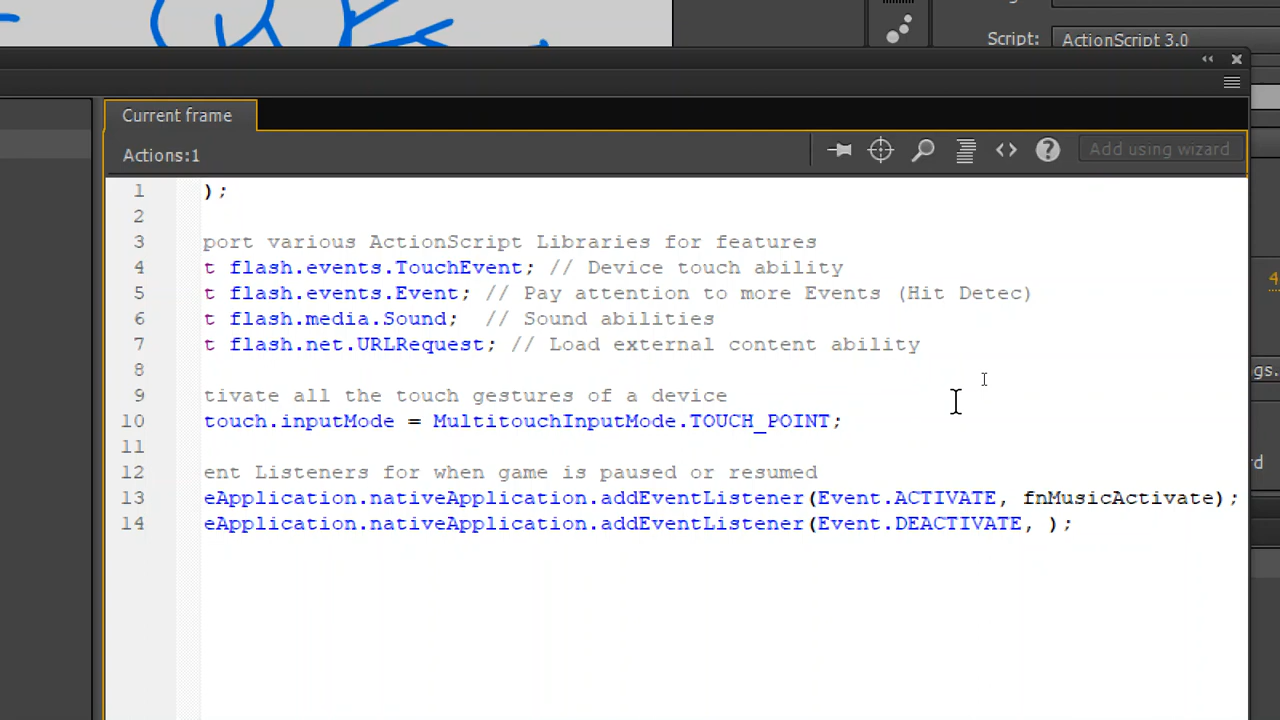 Script: ActionScript 3.0
Current frame
Actions:1
Add using wizard
1 );
2
3 port various ActionScript Libraries for features
4 t flash.events.TouchEvent; // Device touch ability
5 t flash.events.Event; // Pay attention to more Events (Hit Detec)
6 t flash.media.Sound;  // Sound abilities
7 t flash.net.URLRequest; // Load external content ability
8
9 tivate all the touch gestures of a device
10 touch.inputMode = MultitouchInputMode.TOUCH_POINT;
11
12 ent Listeners for when game is paused or resumed
13 eApplication.nativeApplication.addEventListener(Event.ACTIVATE, fnMusicActivate);
14 eApplication.nativeApplication.addEventListener(Event.DEACTIVATE, );
4
gs.
d